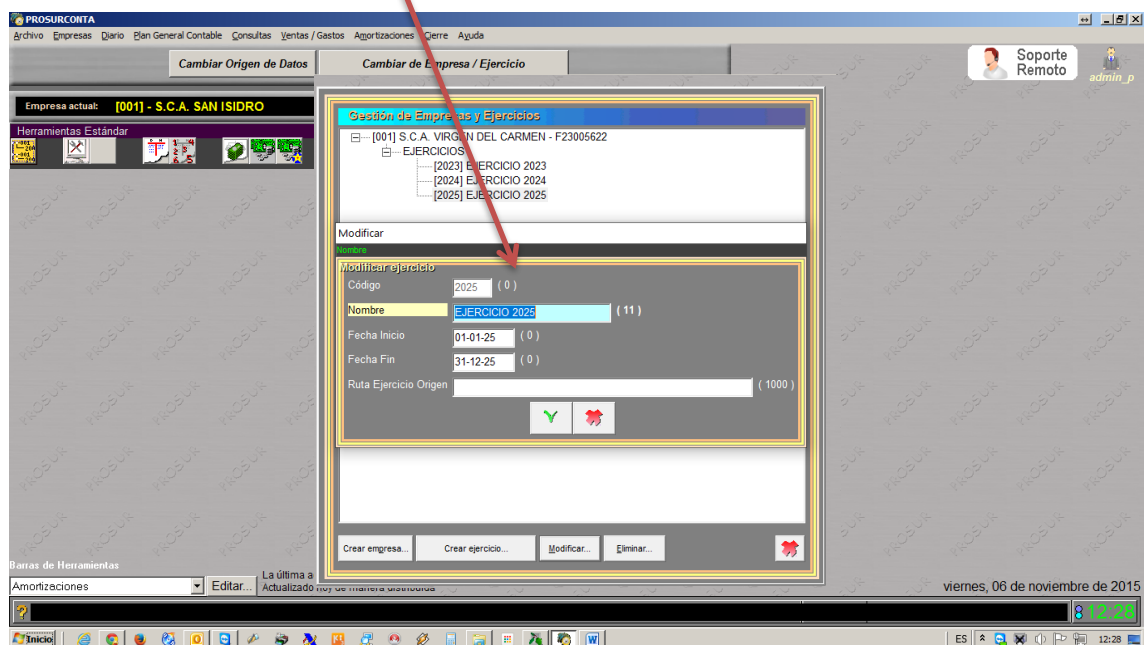 PROSURCONTA
Archivo Empresas Diario Plan General Contable Consultas Ventas / Gastos Amortizaciones Cierre Ayuda
Cambiar Origen de Datos
Cambiar de Empresa / Ejercicio
Soporte Remoto
admin_p
Empresa actual: [001] - S.C.A. SAN ISIDRO
Herramientas Estándar
Gestión de Empresas y Ejercicios
[001] S.C.A. VIRGEN DEL CARMEN - F23005622
EJERCICIOS
[2023] EJERCICIO 2023
[2024] EJERCICIO 2024
[2025] EJERCICIO 2025
Modificar
Nombre
Modificar ejercicio
Código 2025 ( 0 )
Nombre EJERCICIO 2025 ( 11 )
Fecha Inicio 01-01-25 ( 0 )
Fecha Fin 31-12-25 ( 0 )
Ruta Ejercicio Origen ( 1000 )
Crear empresa... Crear ejercicio... Modificar... Eliminar...
Barras de Herramientas
Amortizaciones Editar...
La última a
Actualizado hoy de manera distribuida
viernes, 06 de noviembre de 2015
12:28
Inicio ES 12:28